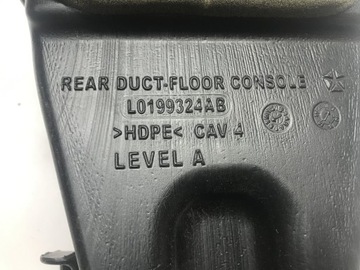 REAR DUCT-FLOOR CONSOLE
L0199324AB
>HDPE< CAV 4
LEVEL A